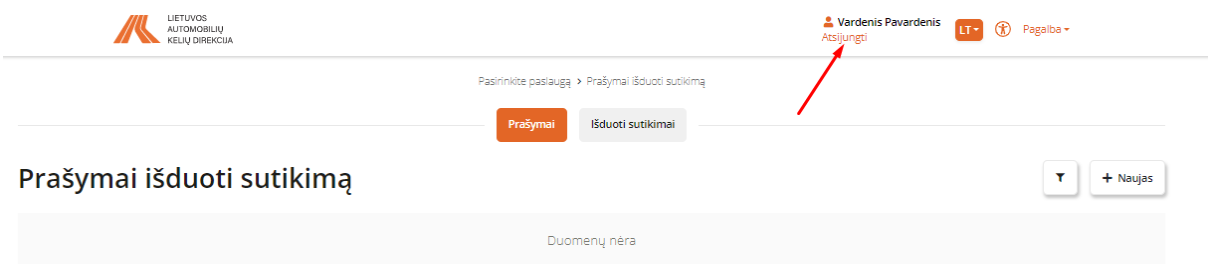 LIETUVOS
AUTOMOBILIŲ
KELIŲ DIREKCIJA
Vardenis Pavardenis
Atsijungti
LT
Pagalba
Pasirinkite paslaugą > Prašymai išduoti sutikimą
Prašymai
Išduoti sutikimai
Prašymai išduoti sutikimą
+ Naujas
Duomenų nėra